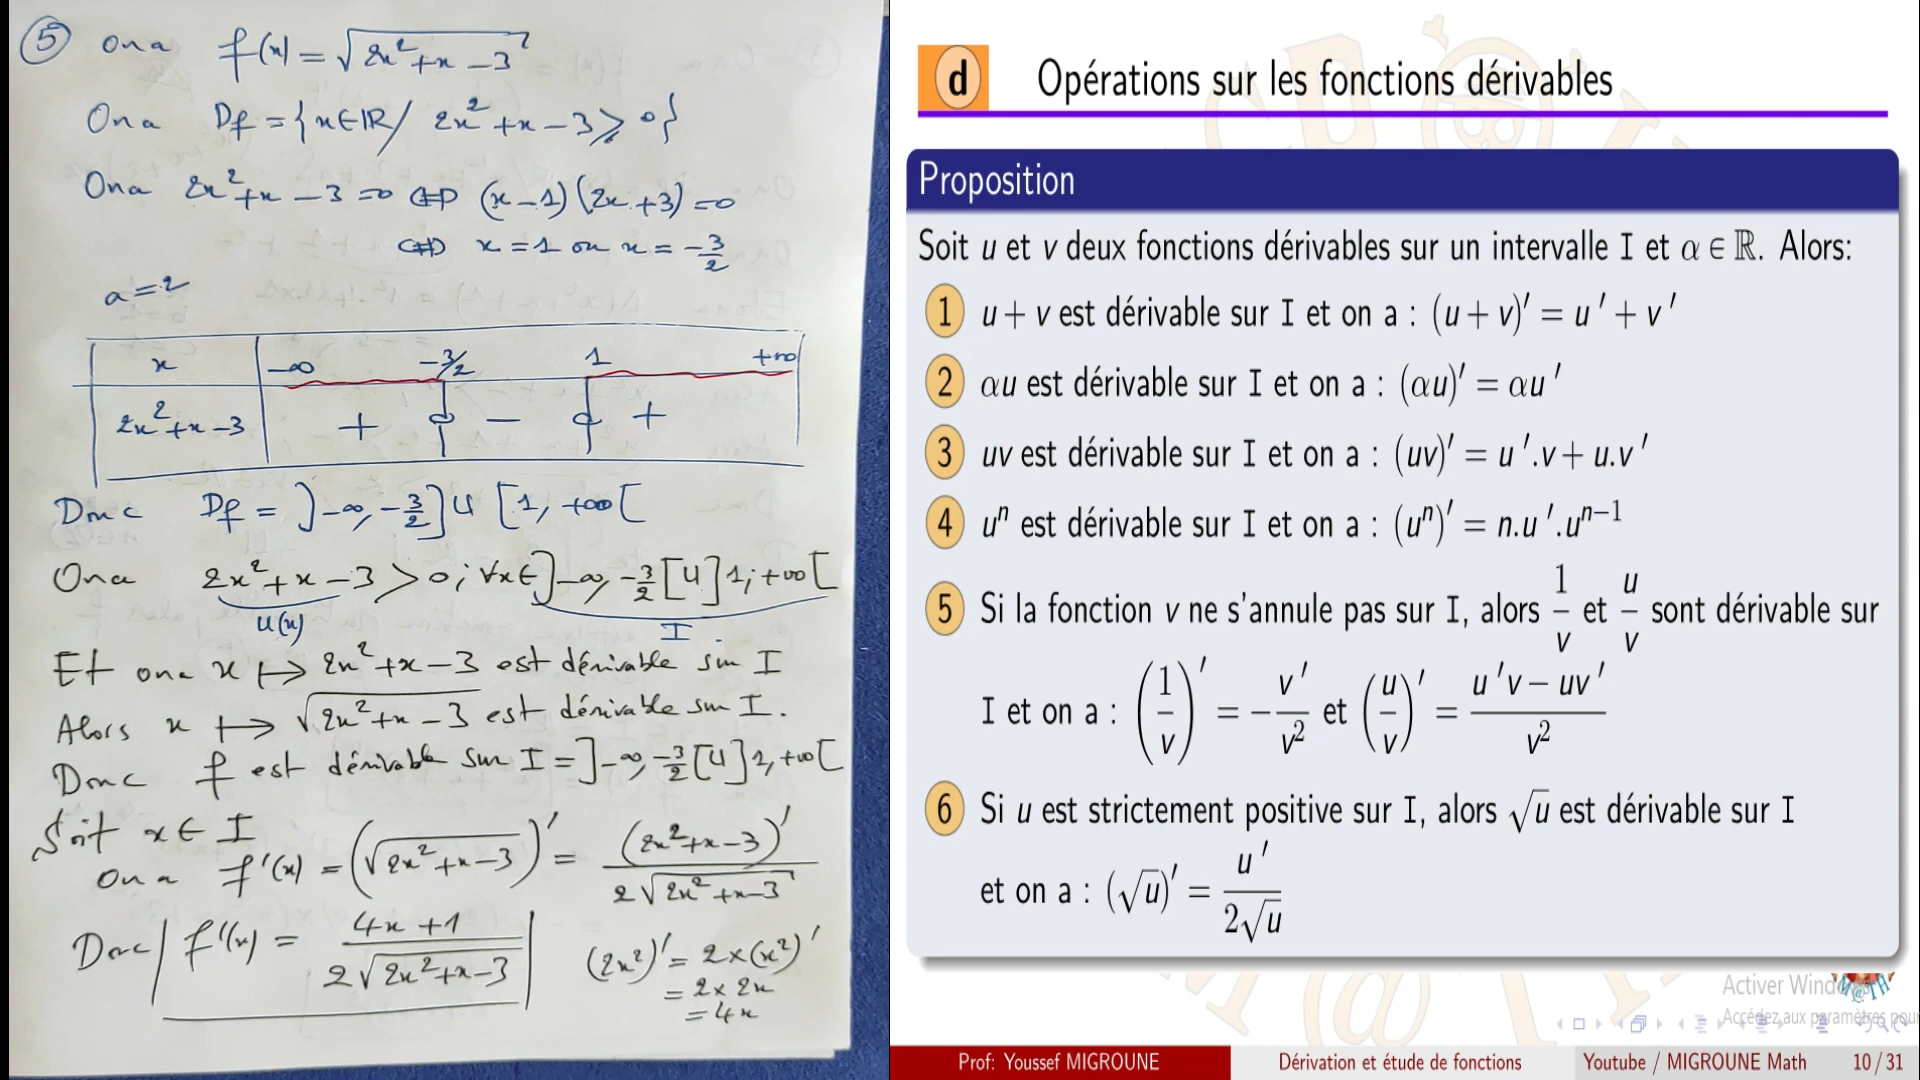 5 On a f(x) = √(2x²+x-3)
On a Df = {x∈ℝ/ 2x²+x-3 ≥ 0}
On a 2x²+x-3=0 ⇔ (x-1)(2x+3)=0
⇔ x=1 ou x=-3/2
a=2
x -∞ -3/2 1 +∞
2x²+x-3 + 0 - 0 +
Donc Df = ]-∞,-3/2] ∪ [1,+∞[
On a 2x²+x-3 > 0; ∀x∈]-∞,-3/2[∪]1;+∞[
u(x) I
Et on a x ↦ 2x²+x-3 est dérivable sur I
Alors x ↦ √(2x²+x-3) est dérivable sur I.
Donc f est dérivable sur I = ]-∞,-3/2[∪]1,+∞[
Soit x∈I
On a f'(x) = (√(2x²+x-3))' = (2x²+x-3)' / 2√(2x²+x-3)
Donc f'(x) = (4x+1) / 2√(2x²+x-3)
(2x²)' = 2×(x²)'
= 2×2x
= 4x
d Opérations sur les fonctions dérivables
Proposition
Soit u et v deux fonctions dérivables sur un intervalle I et α ∈ ℝ. Alors:
1 u+v est dérivable sur I et on a : (u+v)' = u'+v'
2 αu est dérivable sur I et on a : (αu)' = αu'
3 uv est dérivable sur I et on a : (uv)' = u'.v+u.v'
4 uⁿ est dérivable sur I et on a : (uⁿ)' = n.u'.uⁿ⁻¹
5 Si la fonction v ne s'annule pas sur I, alors 1/v et u/v sont dérivable sur
I et on a : (1/v)' = -v'/v² et (u/v)' = (u'v-uv')/v²
6 Si u est strictement positive sur I, alors √u est dérivable sur I
et on a : (√u)' = u'/2√u
Activer Wind
Accédez aux paramètres pour
Prof: Youssef MIGROUNE Dérivation et étude de fonctions Youtube / MIGROUNE Math 10/31